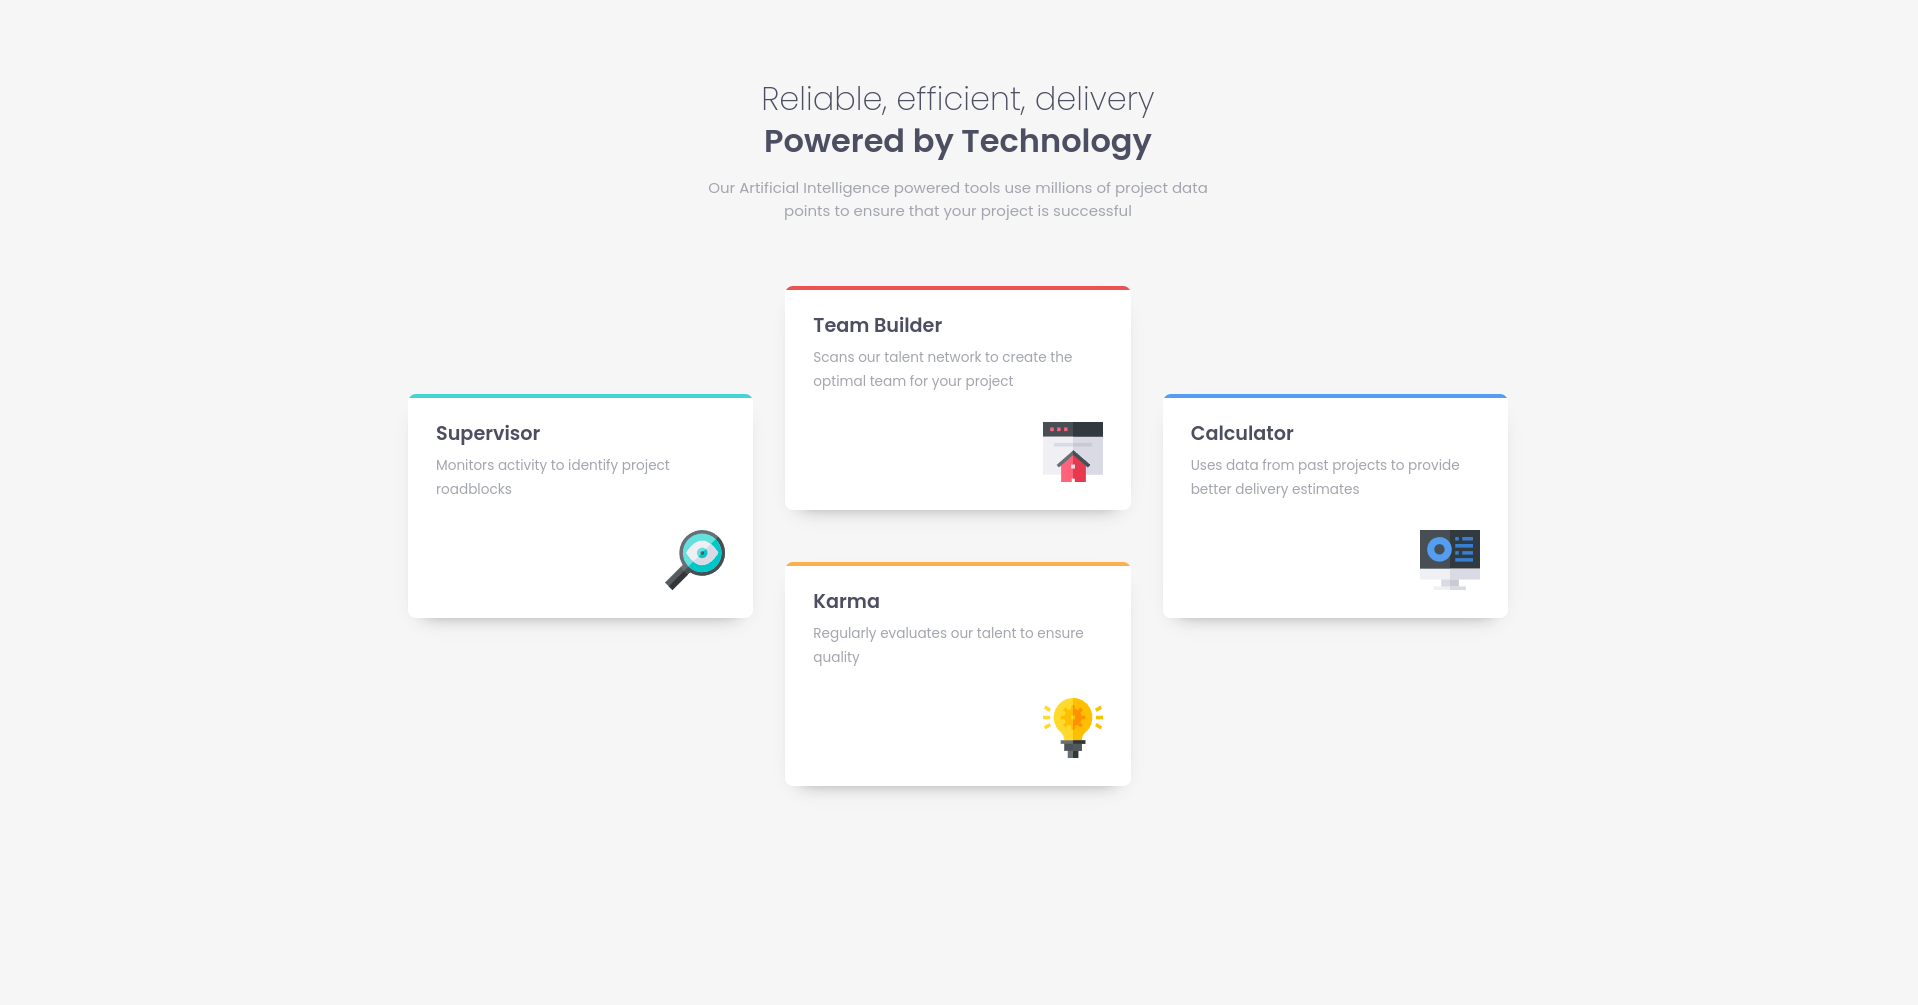 Reliable, efficient, delivery
Powered by Technology
Our Artificial Intelligence powered tools use millions of project data
points to ensure that your project is successful
Supervisor
Monitors activity to identify project
roadblocks
Team Builder
Scans our talent network to create the
optimal team for your project
Karma
Regularly evaluates our talent to ensure
quality
Calculator
Uses data from past projects to provide
better delivery estimates